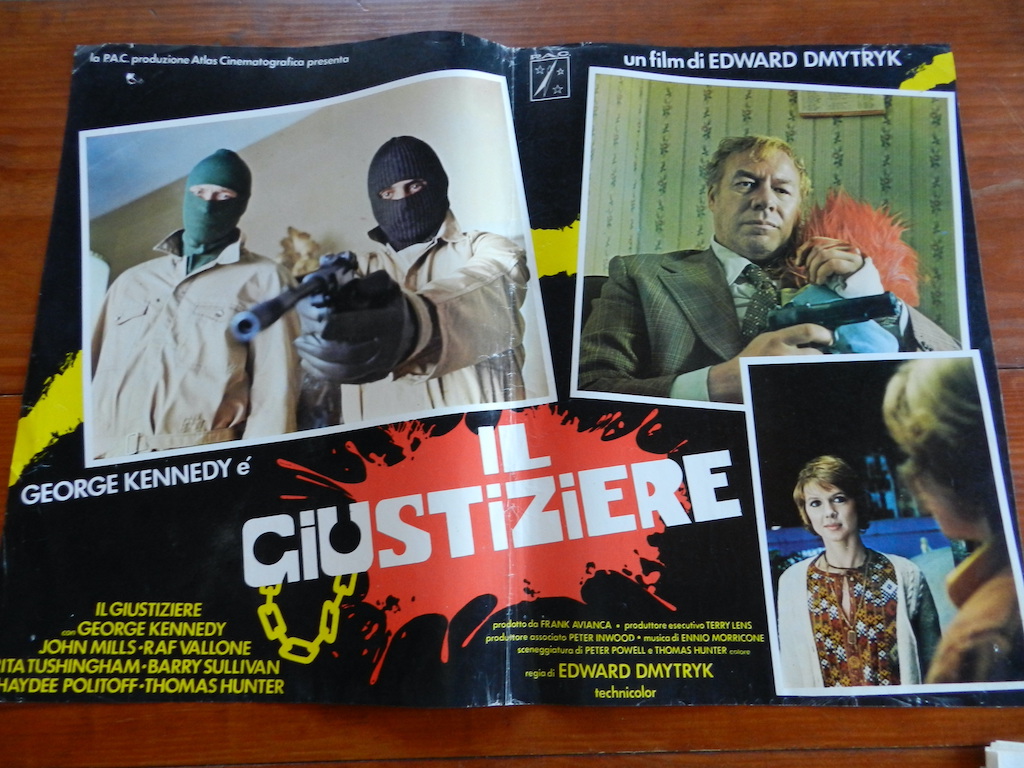 la P.A.C. produzione Atlas Cinematografica presenta
P.A.C.
un film di EDWARD DMYTRYK
GEORGE KENNEDY é
IL
GiUSTiZiERE
IL GIUSTIZIERE
con GEORGE KENNEDY
JOHN MILLS · RAF VALLONE
RITA TUSHINGHAM · BARRY SULLIVAN
HAYDEE POLITOFF · THOMAS HUNTER
prodotto da FRANK AVIANCA • produttore esecutivo TERRY LENS
produttore associato PETER INWOOD • musica di ENNIO MORRICONE
sceneggiatura di PETER POWELL e THOMAS HUNTER colore
regia di EDWARD DMYTRYK
technicolor